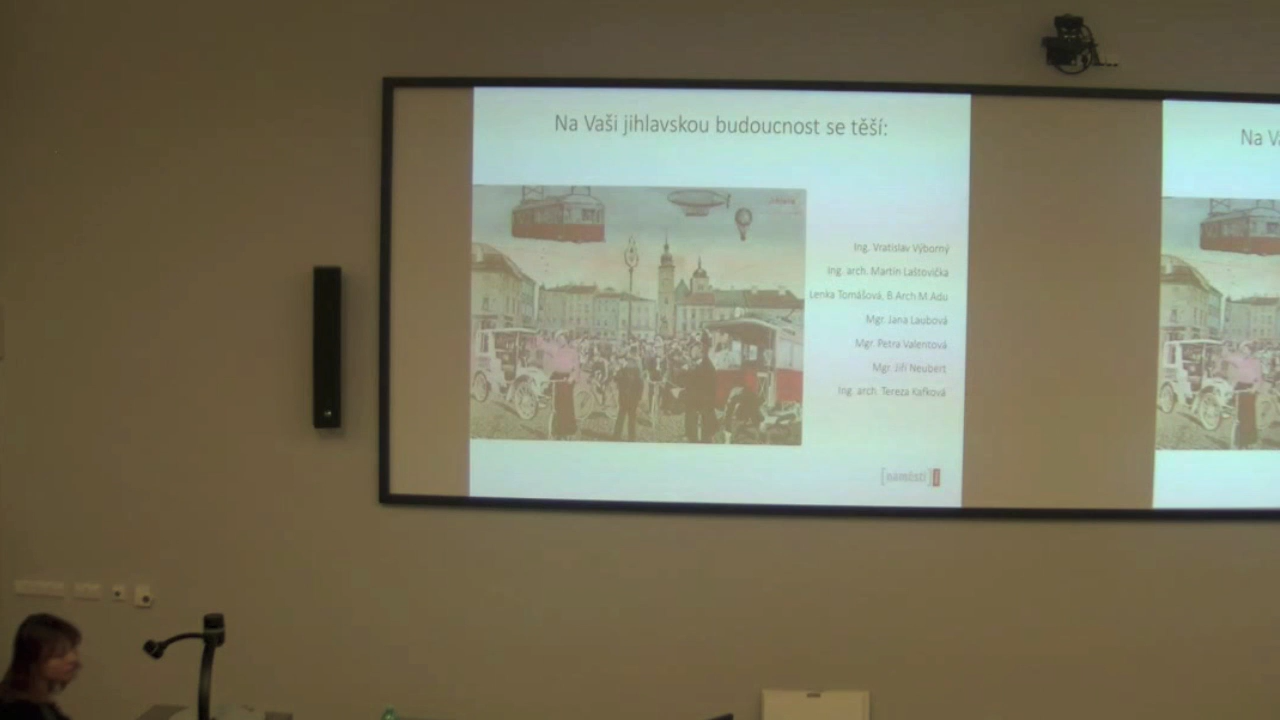 Na Vaši jihlavskou budoucnost se těší:
Ing. Vratislav Výborný
Ing. arch. Martin Laštovička
Lenka Tomášová, B.Arch M.Adu
Mgr. Jana Laubová
Mgr. Petra Valentová
Mgr. Jiří Neubert
Ing. arch. Tereza Kafková
[náměstí]
Na V